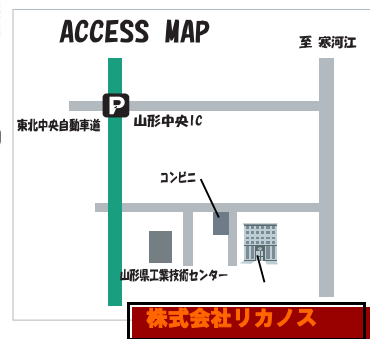 ACCESS MAP
至 寒河江
P
東北中央自動車道
山形中央IC
コンビニ
山形県工業技術センター
株式会社リカノス